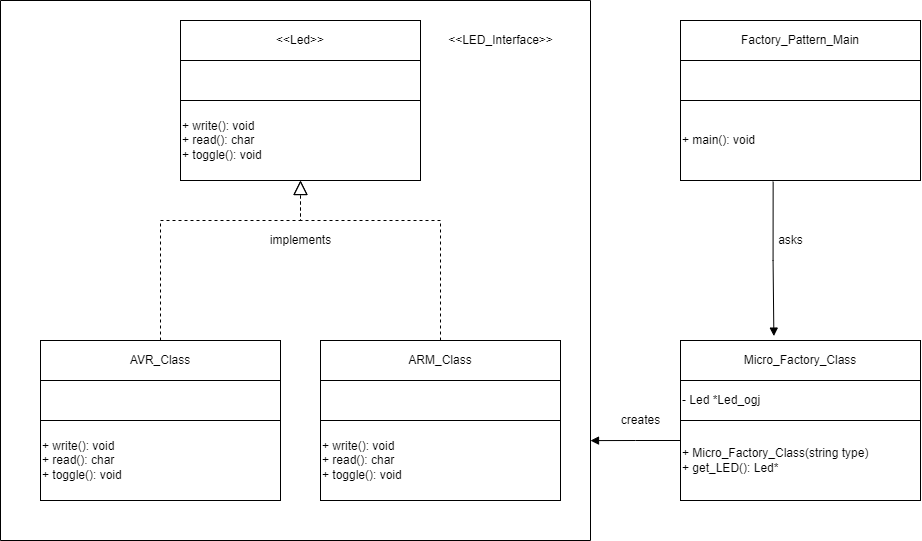 <<Led>>
<<LED_Interface>>
+ write(): void
+ read(): char
+ toggle(): void
implements
AVR_Class
+ write(): void
+ read(): char
+ toggle(): void
ARM_Class
+ write(): void
+ read(): char
+ toggle(): void
Factory_Pattern_Main
+ main(): void
asks
Micro_Factory_Class
- Led *Led_ogj
+ Micro_Factory_Class(string type)
+ get_LED(): Led*
creates